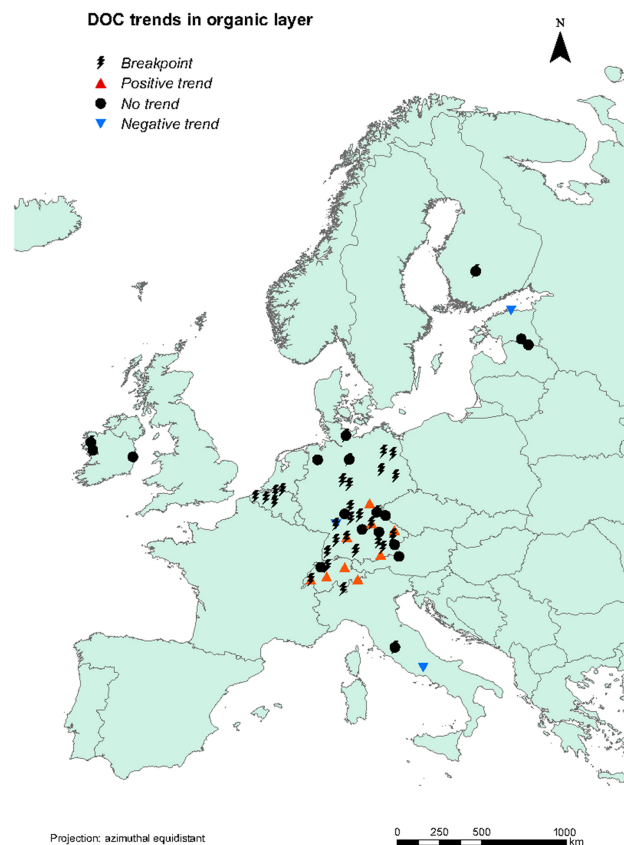 DOC trends in organic layer
N
Breakpoint
Positive trend
No trend
Negative trend
Projection: azimuthal equidistant
0 250 500 1000
km